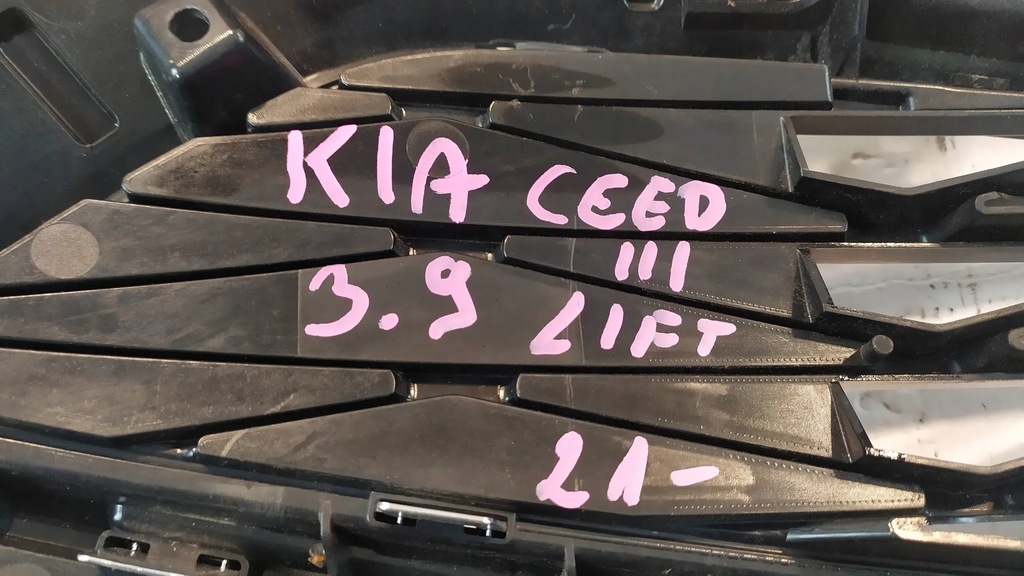 KIA CEED
III
3.9 LIFT
21-